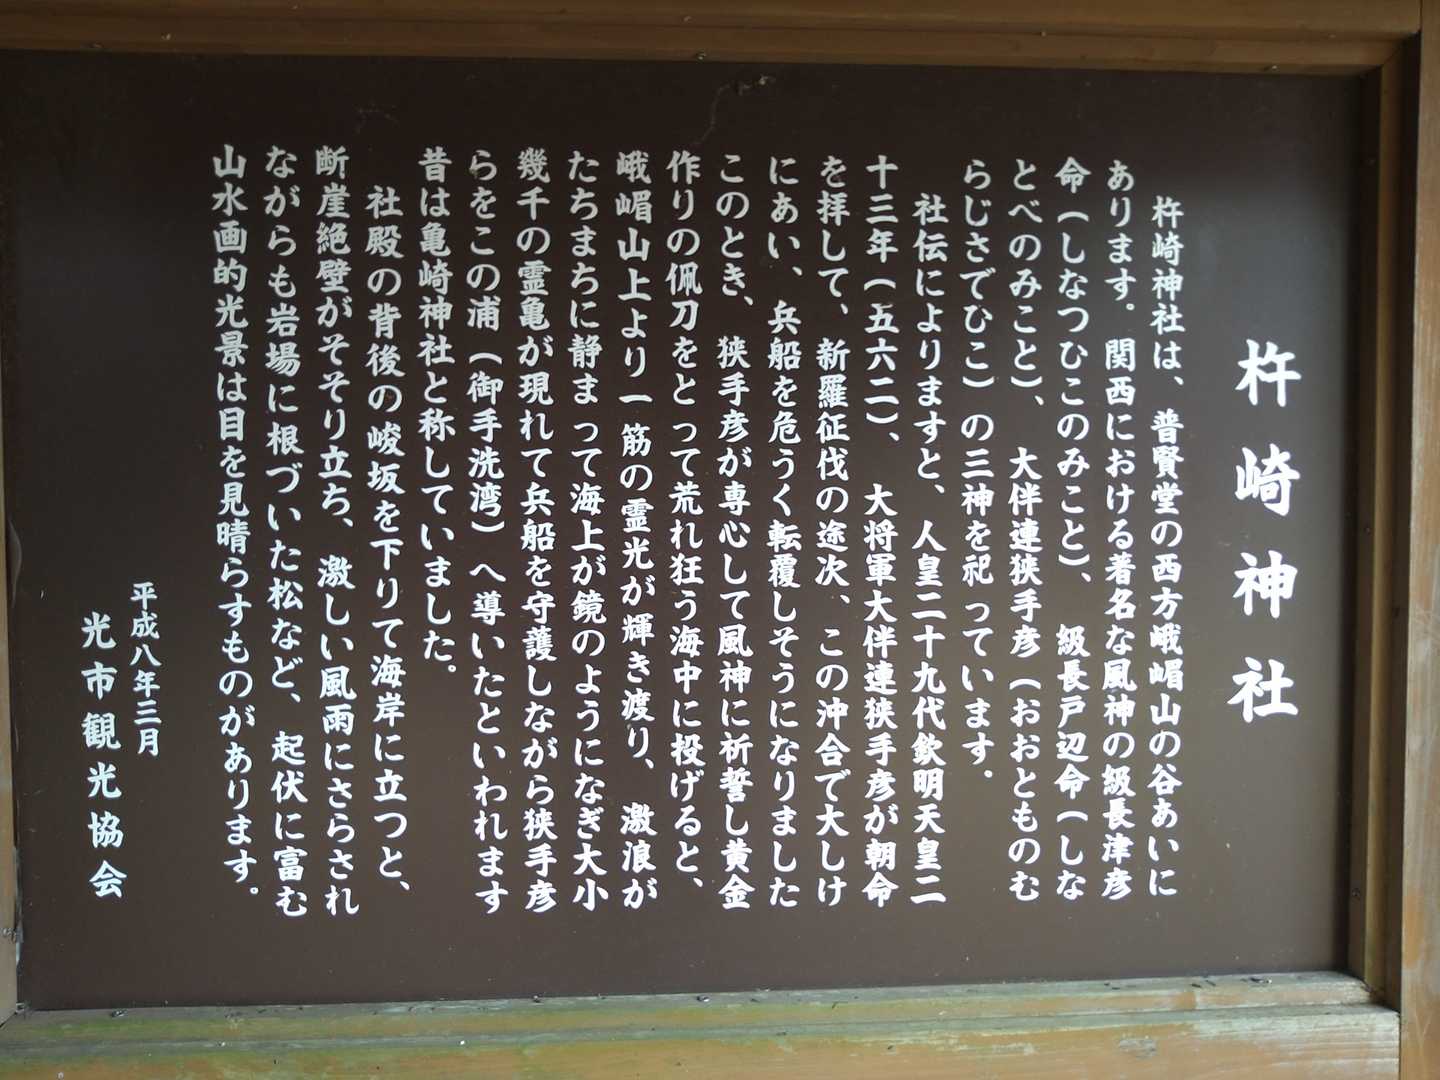 杵崎神社
杵崎神社は、普賢堂の西方峨嵋山の谷あいに
あります。関西における著名な風神の級長津彦
命（しなつひこのみこと）、級長戸辺命（しな
とべのみこと）、大伴連狭手彦（おおとものむ
らじさでひこ）の三神を祀っています。
社伝によりますと、人皇二十九代欽明天皇二
十三年（五六二）、大将軍大伴連狭手彦が朝命
を拝して、新羅征伐の途次、この沖合で大しけ
にあい、兵船を危うく転覆しそうになりました
このとき、狭手彦が専心して風神に祈誓し黄金
作りの佩刀をとって荒れ狂う海中に投げると、
峨嵋山上より一筋の霊光が輝き渡り、激浪が
たちまちに静まって海上が鏡のようになぎ大小
幾千の霊亀が現れて兵船を守護しながら狭手彦
らをこの浦（御手洗湾）へ導いたといわれます
昔は亀崎神社と称していました。
社殿の背後の峻坂を下りて海岸に立つと、
断崖絶壁がそそり立ち、激しい風雨にさらされ
ながらも岩場に根づいた松など、起伏に富む
山水画的光景は目を見晴らすものがあります。
平成八年三月
光市観光協会